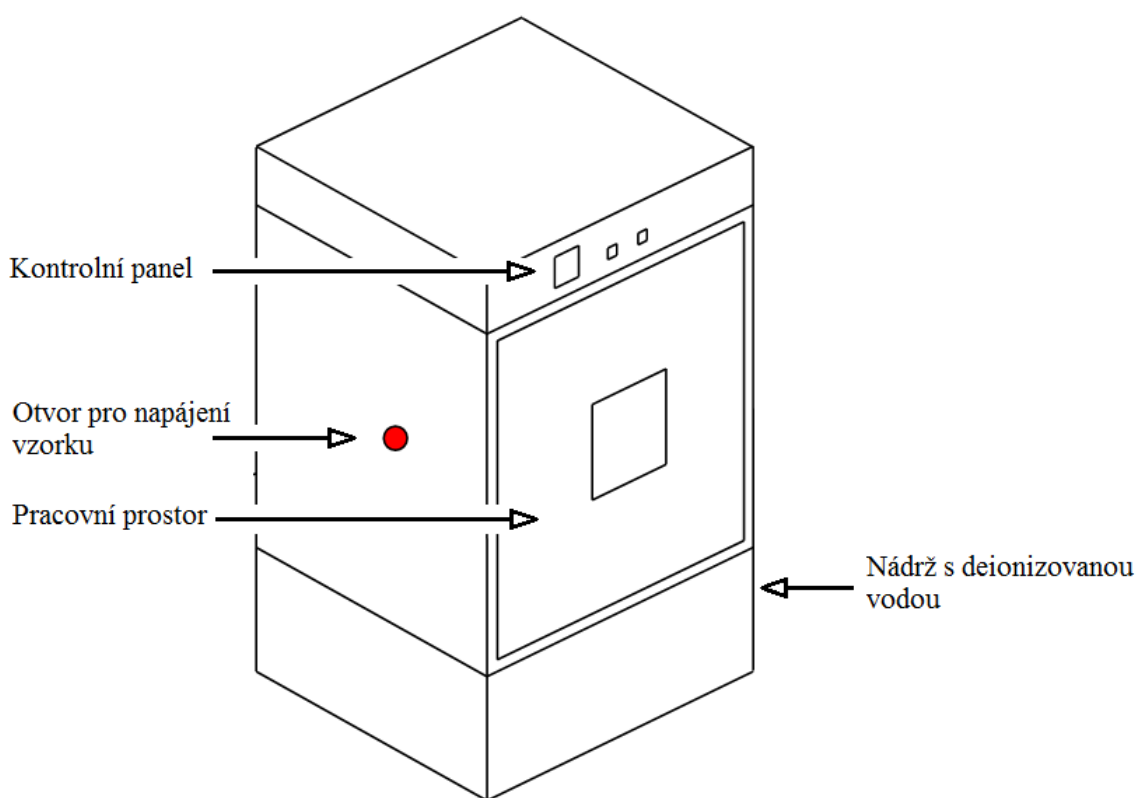 Kontrolní panel
Otvor pro napájení
vzorku
Pracovní prostor
Nádrž s deionizovanou
vodou